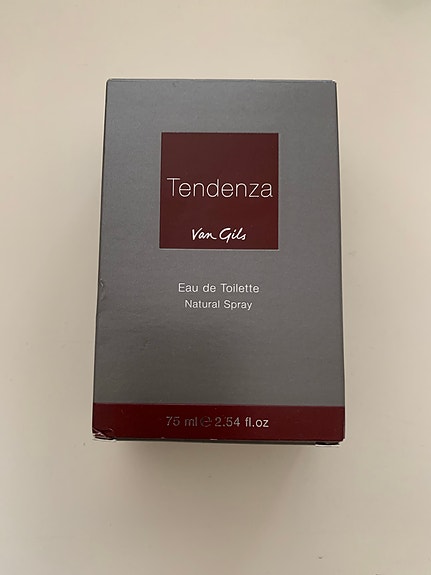 Tendenza
Van Gils
Eau de Toilette
Natural Spray
75 ml ℮ 2.54 fl.oz